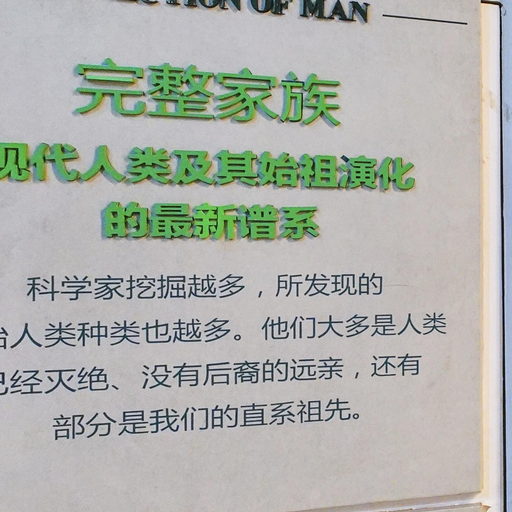 CTION OF MAN
完整家族
现代人类及其始祖演化
的最新谱系
科学家挖掘越多，所发现的
始人类种类也越多。他们大多是人类
已经灭绝、没有后裔的远亲，还有
部分是我们的直系祖先。